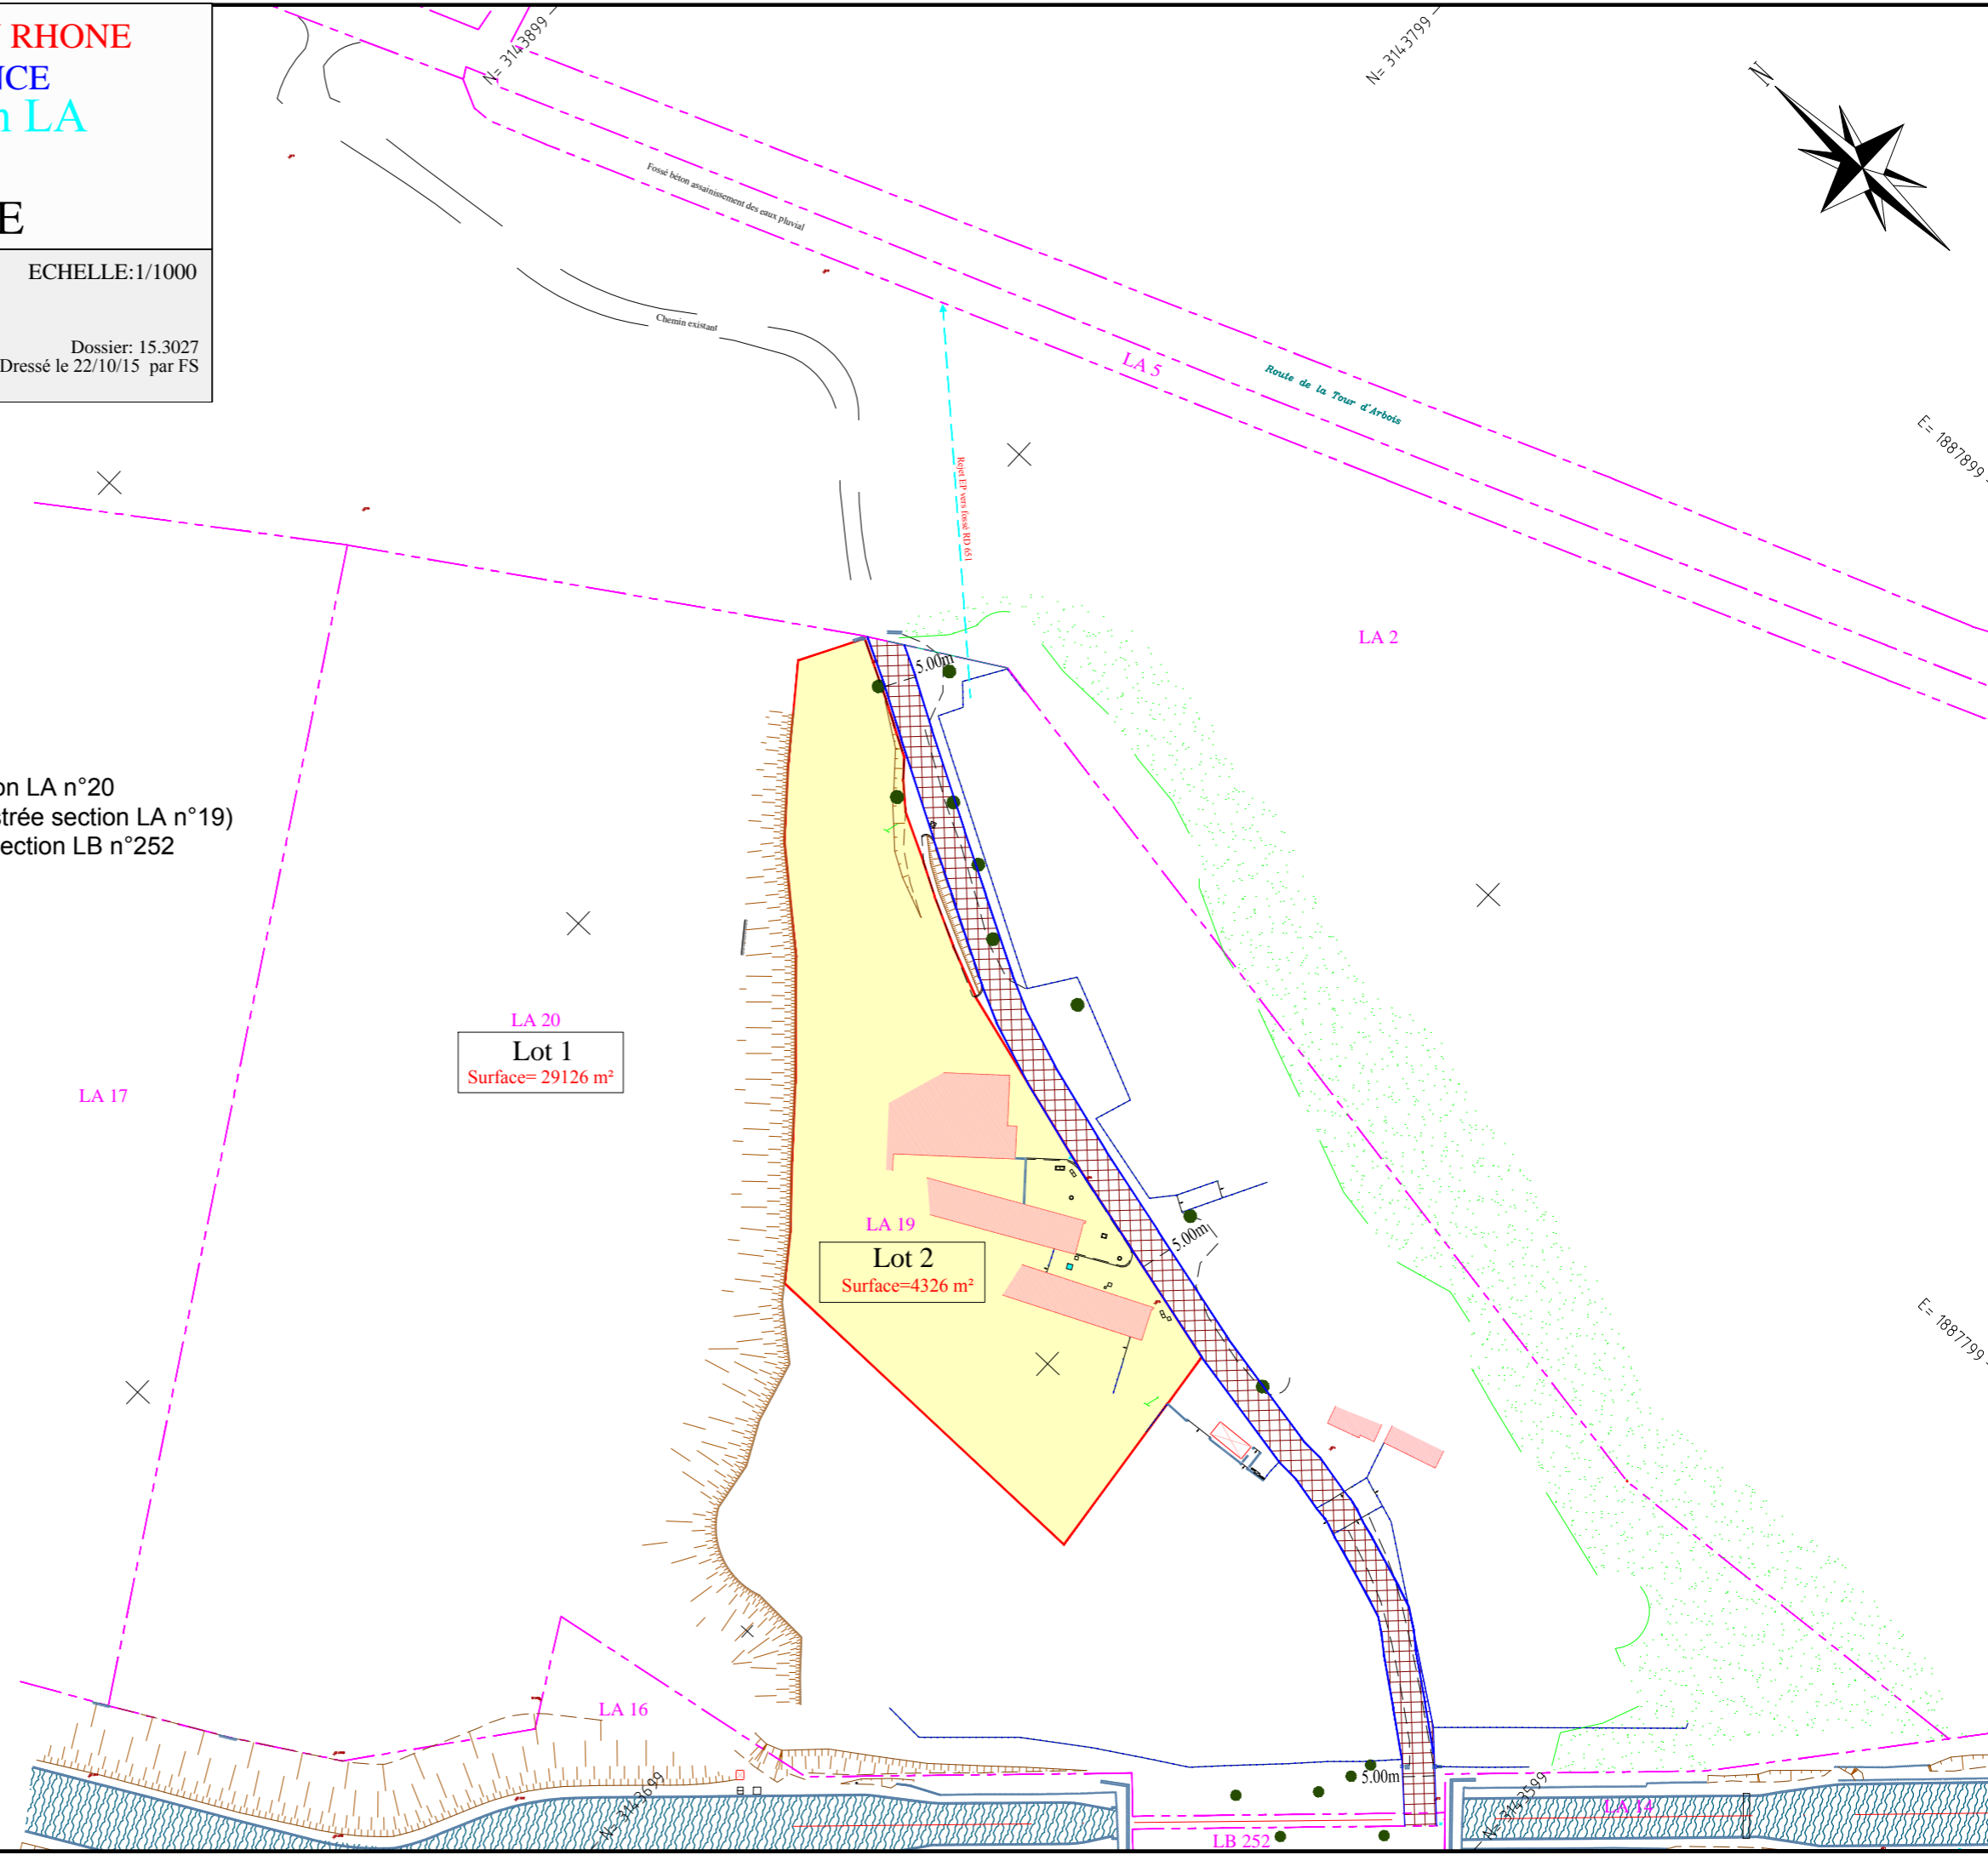 RHONE
NCE
LA
E
ECHELLE:1/1000
Dossier: 15.3027
Dressé le 22/10/15 par FS
N= 3143899
N= 3143799
N
Fossé béton assainissement des eaux pluvial
Chemin existant
LA 5
Route de la Tour d'Arbois
E= 1887899
Rejet EP vers fossé RD 651
LA 2
5.00m
on LA n°20
strée section LA n°19)
ection LB n°252
LA 20
Lot 1
Surface= 29126 m²
LA 17
LA 19
Lot 2
Surface=4326 m²
5.00m
E= 1887799
LA 16
N= 3143699
5.00m
N= 3143599
LA 14
LB 252